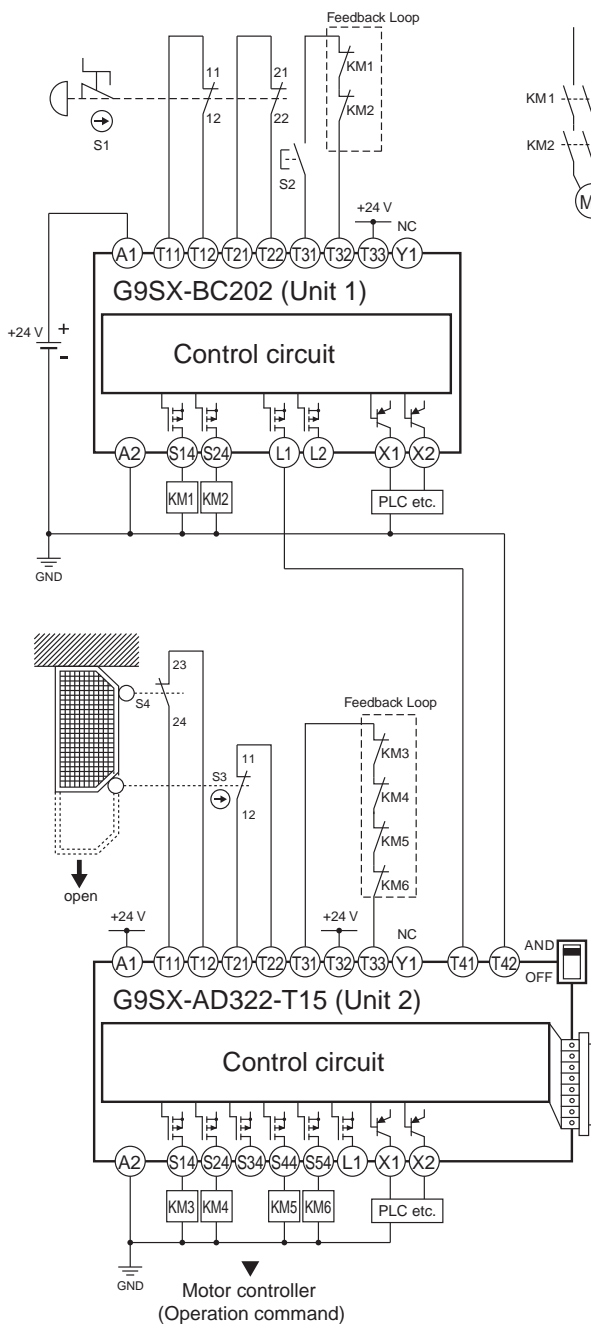 Feedback Loop
11
21
KM1
12
22
KM2
S1
S2
KM1
KM2
M
+24 V
NC
A1
T11
T12
T21
T22
T31
T32
T33
Y1
G9SX-BC202 (Unit 1)
+24 V
+
-
Control circuit
A2
S14
S24
L1
L2
X1
X2
KM1
KM2
PLC etc.
GND
23
S4
24
Feedback Loop
11
S3
12
KM3
KM4
KM5
KM6
open
+24 V
+24 V
NC
A1
T11
T12
T21
T22
T31
T32
T33
Y1
T41
T42
AND
OFF
G9SX-AD322-T15 (Unit 2)
Control circuit
A2
S14
S24
S34
S44
S54
L1
X1
X2
KM3
KM4
KM5
KM6
PLC etc.
GND
Motor controller
(Operation command)